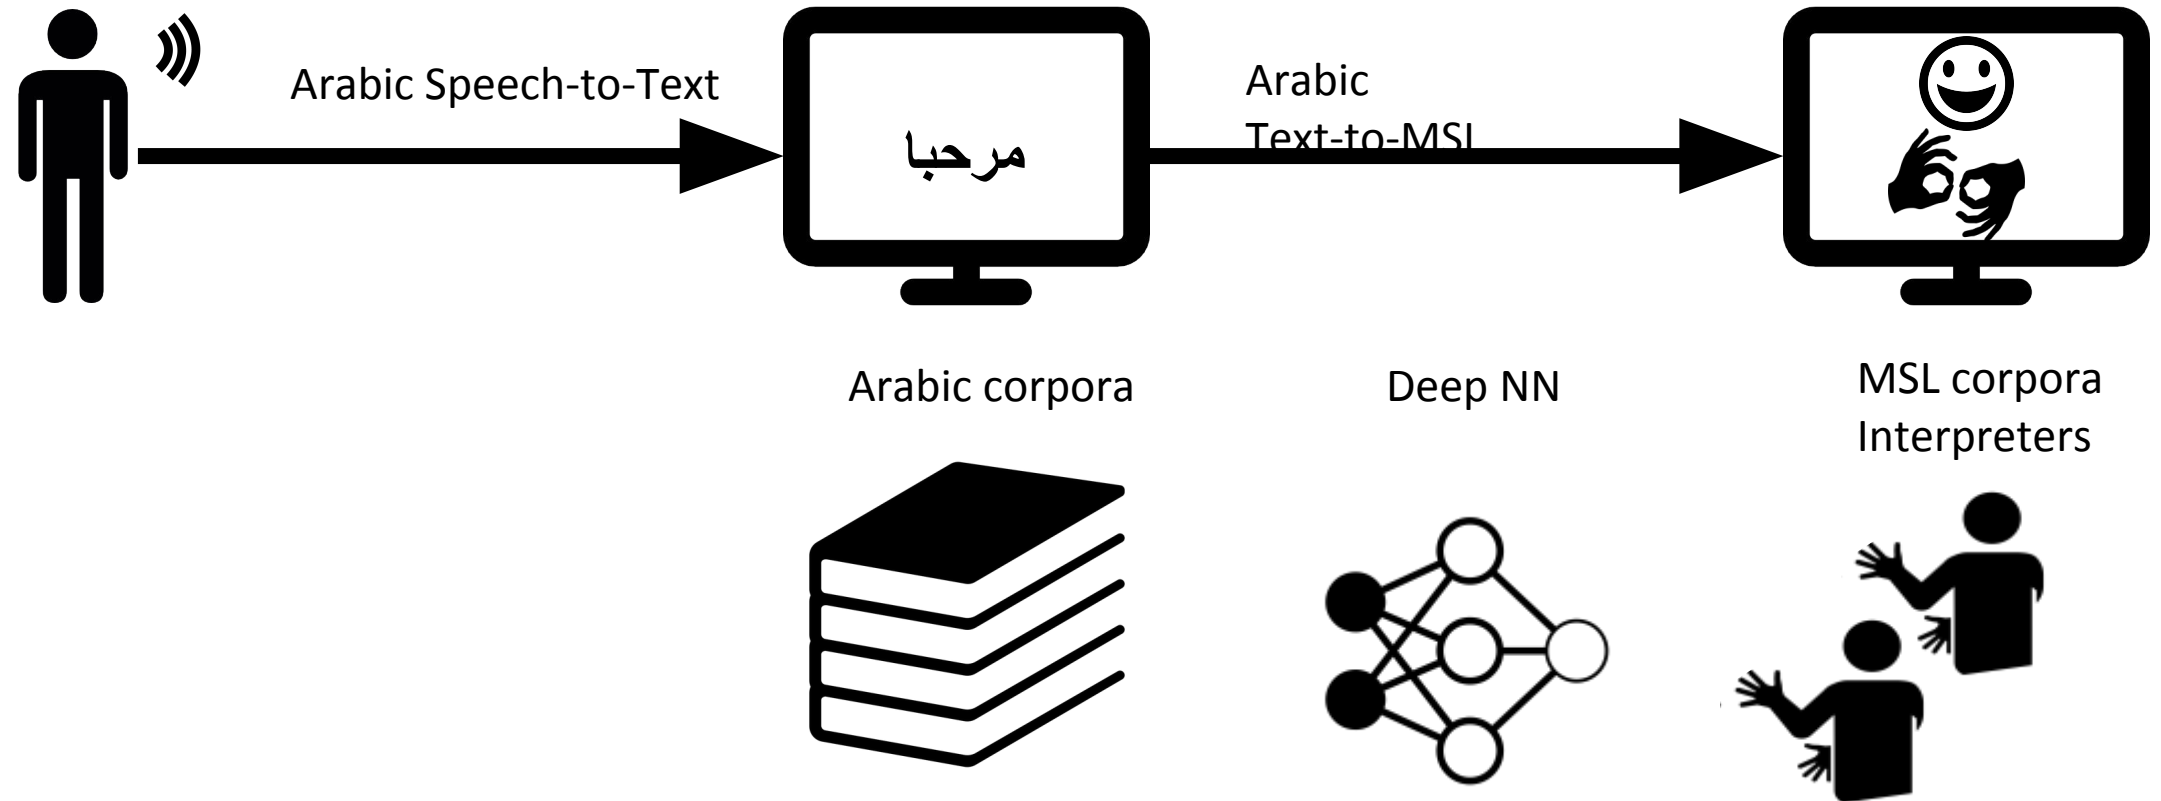 Arabic Speech-to-Text
مرحبا
Arabic
Text-to-MSL
Arabic corpora
Deep NN
MSL corpora
Interpreters